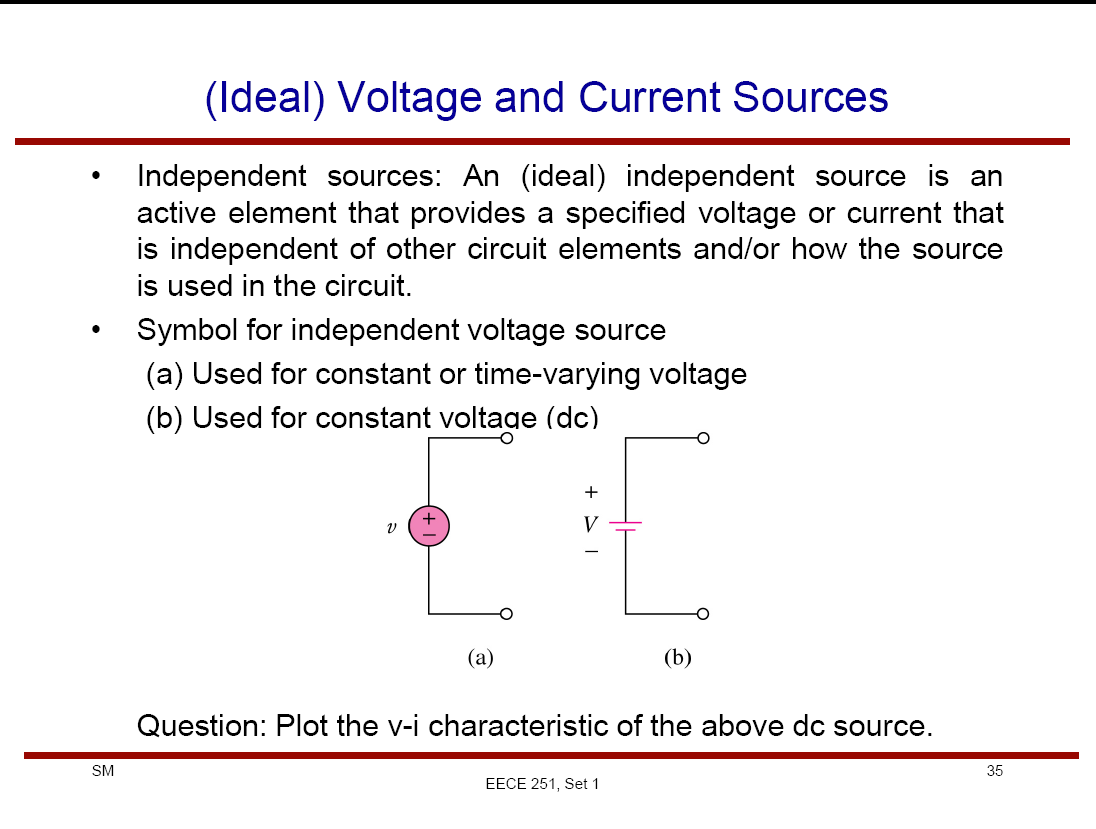 (Ideal) Voltage and Current Sources
• Independent sources: An (ideal) independent source is an
active element that provides a specified voltage or current that
is independent of other circuit elements and/or how the source
is used in the circuit.
• Symbol for independent voltage source
(a) Used for constant or time-varying voltage
(b) Used for constant voltage (dc)
v + −
+
V
−
(a) (b)
Question: Plot the v-i characteristic of the above dc source.
SM
EECE 251, Set 1
35